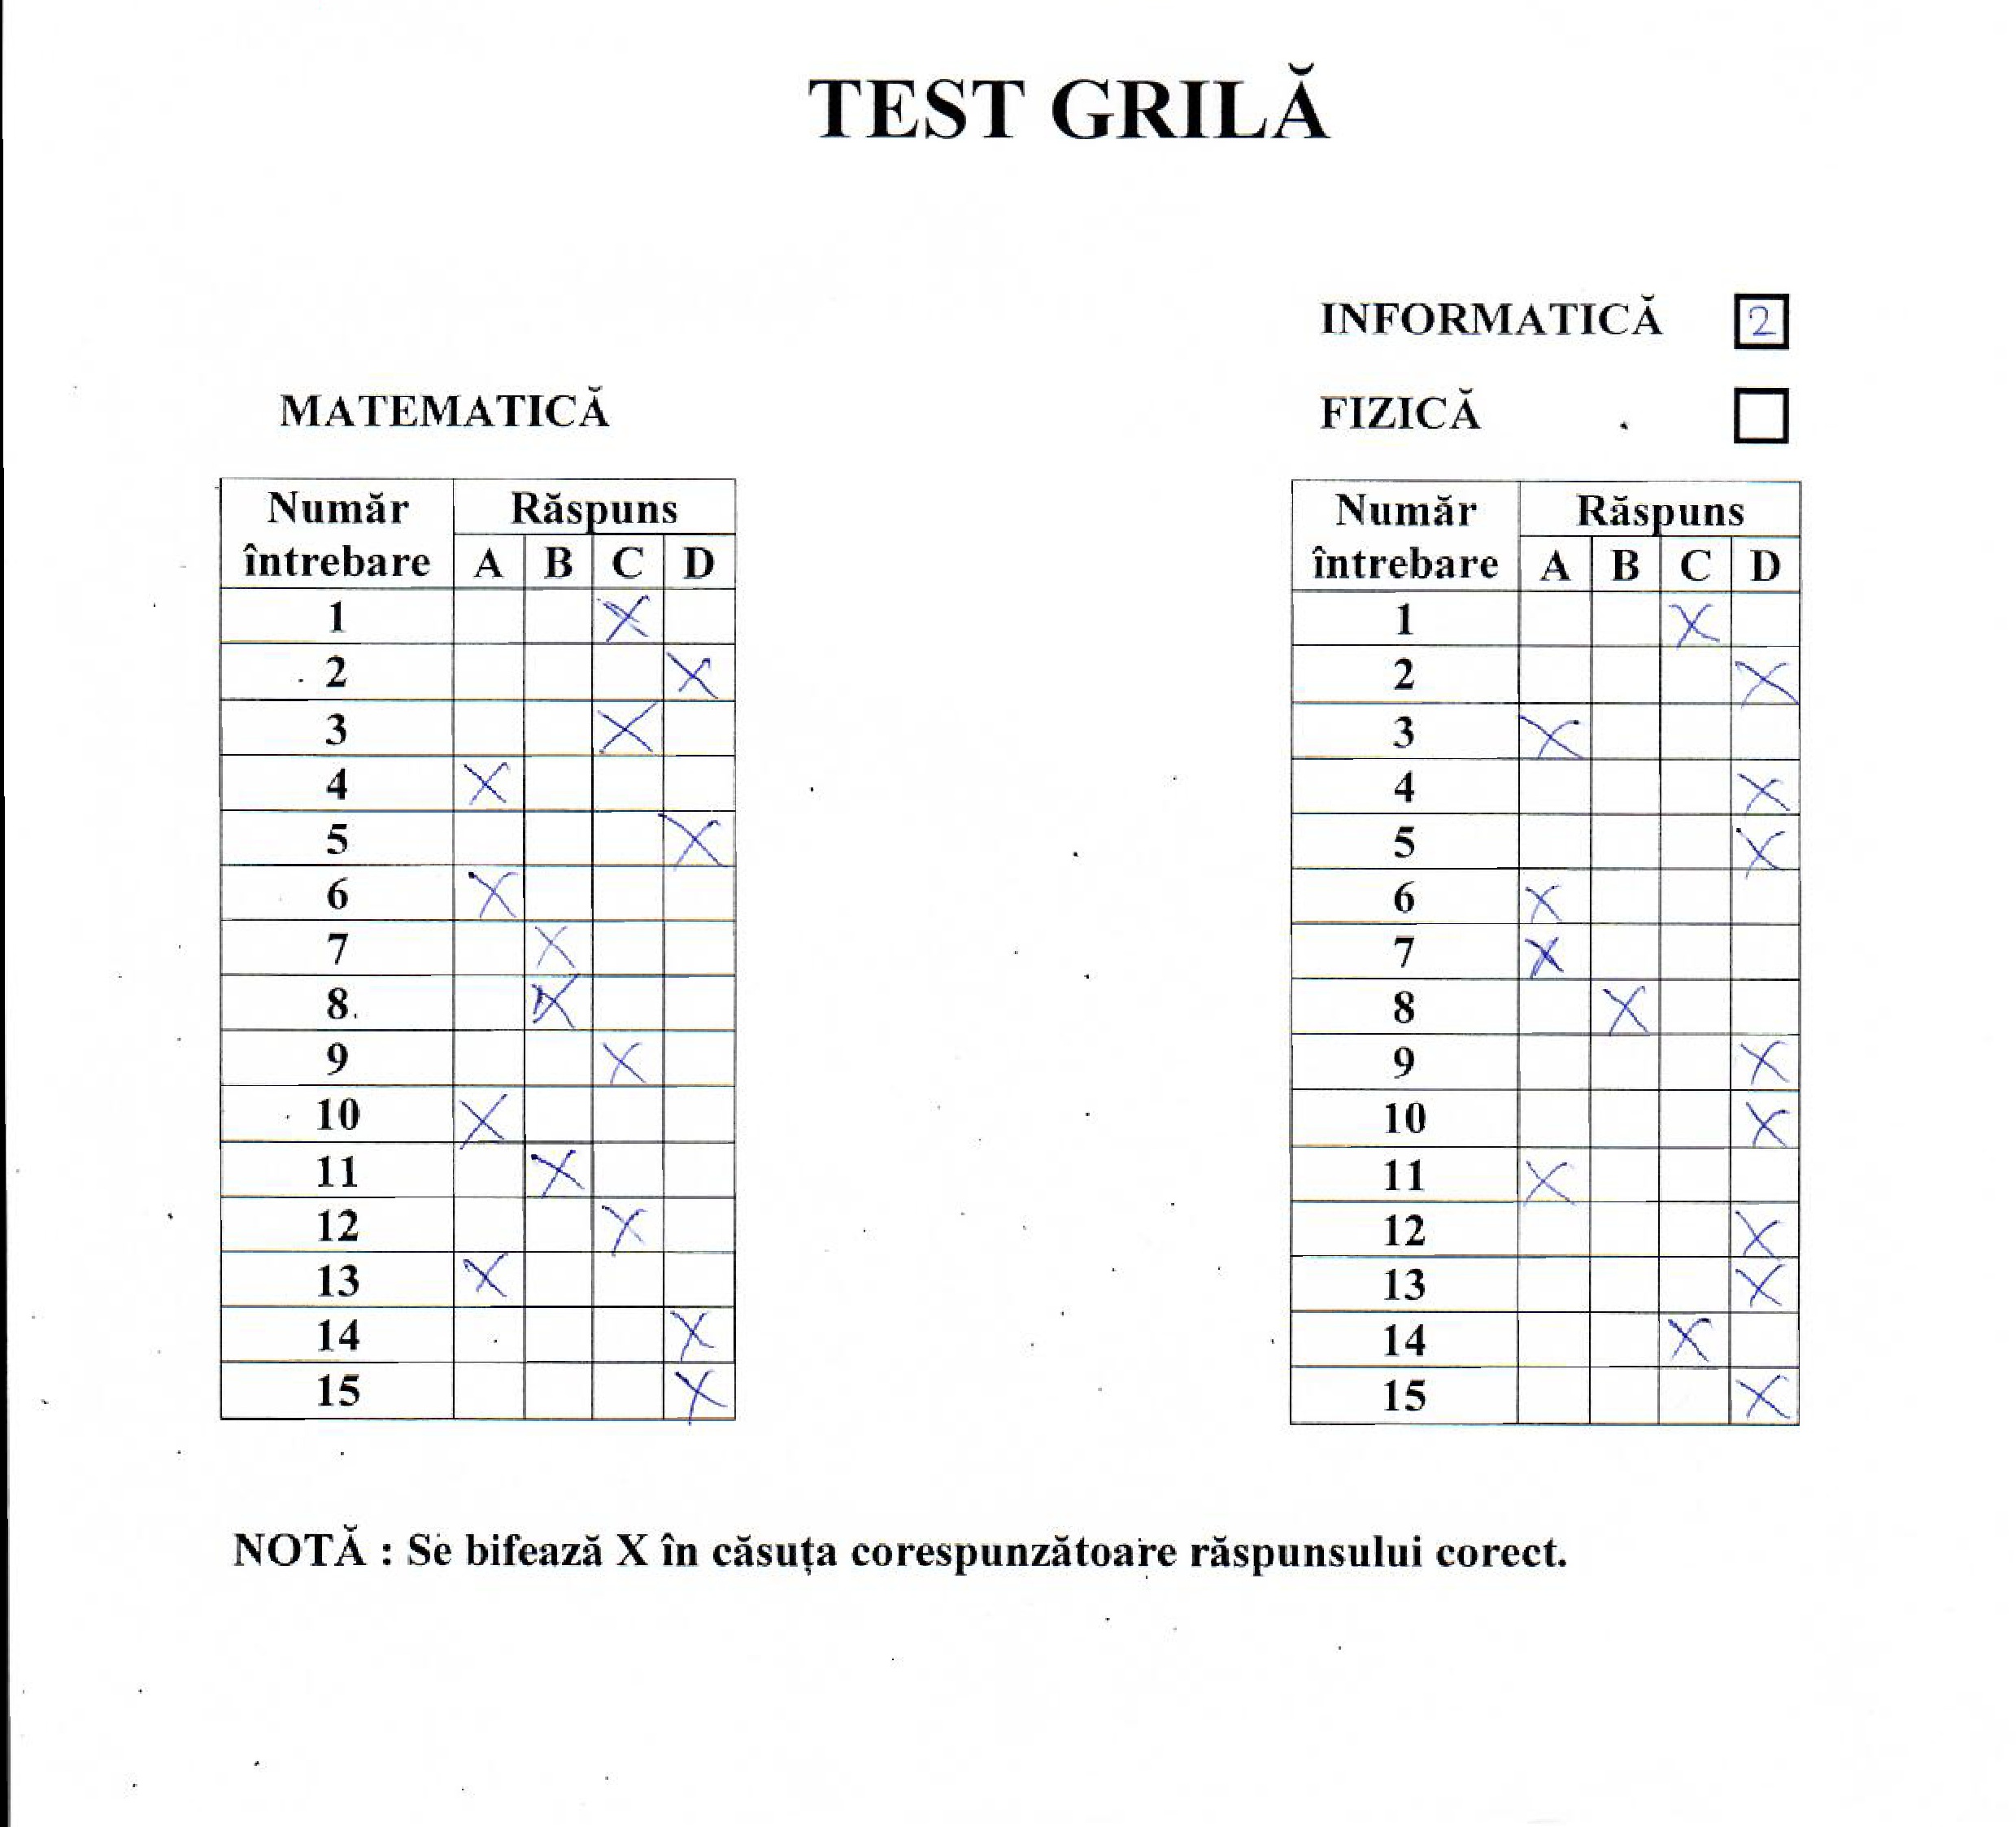 TEST GRILĂ
INFORMATICĂ 2
FIZICĂ
MATEMATICĂ
Număr întrebare Răspuns
A B C D
1 X
2 X
3 X
4 X
5 X
6 X
7 X
8 X
9 X
10 X
11 X
12 X
13 X
14 X
15 X
Număr întrebare Răspuns
A B C D
1 X
2 X
3 X
4 X
5 X
6 X
7 X
8 X
9 X
10 X
11 X
12 X
13 X
14 X
15 X
NOTĂ : Se bifează X în căsuța corespunzătoare răspunsului corect.